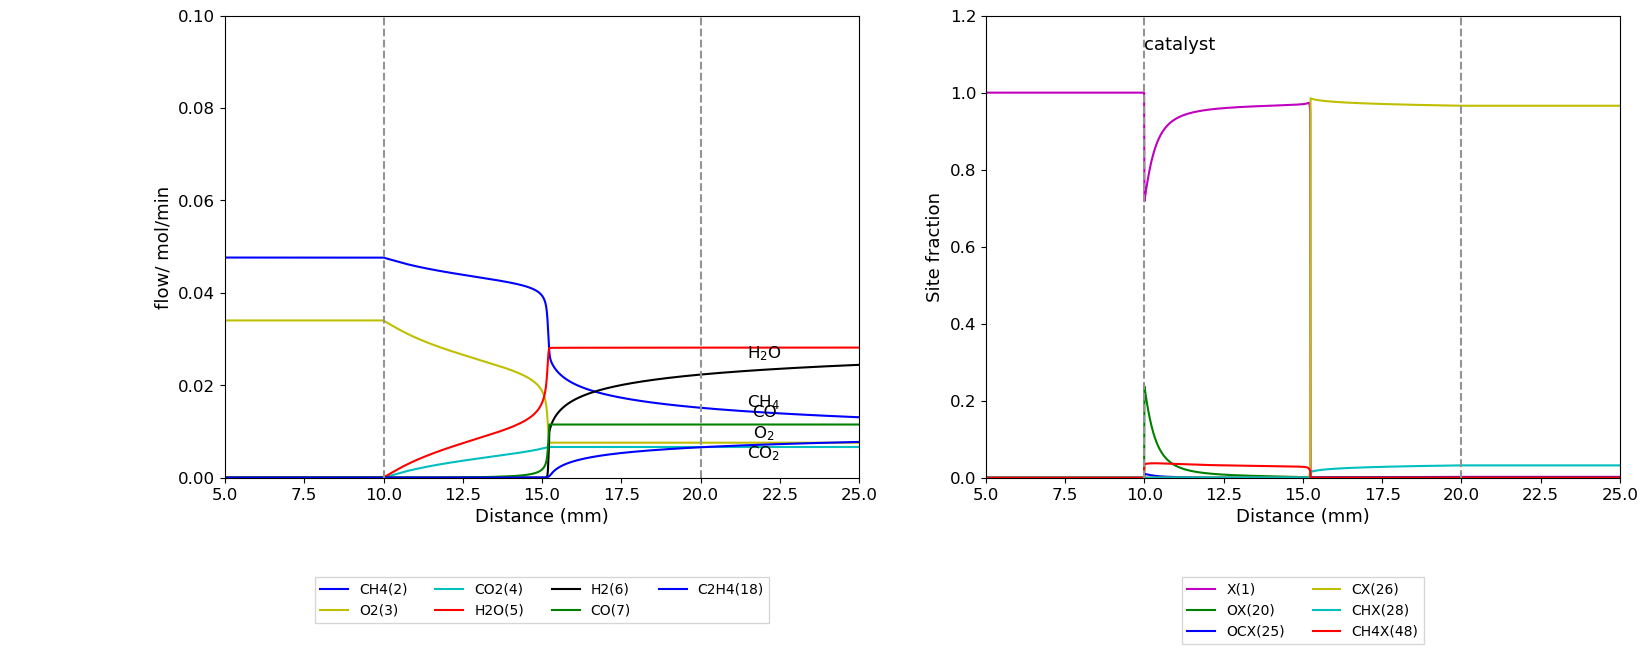 0.10
0.08
0.06
0.04
0.02
0.00
flow/ mol/min
H2O
CH4
CO
O2
CO2
5.0 7.5 10.0 12.5 15.0 17.5 20.0 22.5 25.0
Distance (mm)
CH4(2) CO2(4) H2(6) C2H4(18)
O2(3) H2O(5) CO(7)
1.2
1.0
0.8
0.6
0.4
0.2
0.0
Site fraction
catalyst
5.0 7.5 10.0 12.5 15.0 17.5 20.0 22.5 25.0
Distance (mm)
X(1) CX(26)
OX(20) CHX(28)
OCX(25) CH4X(48)